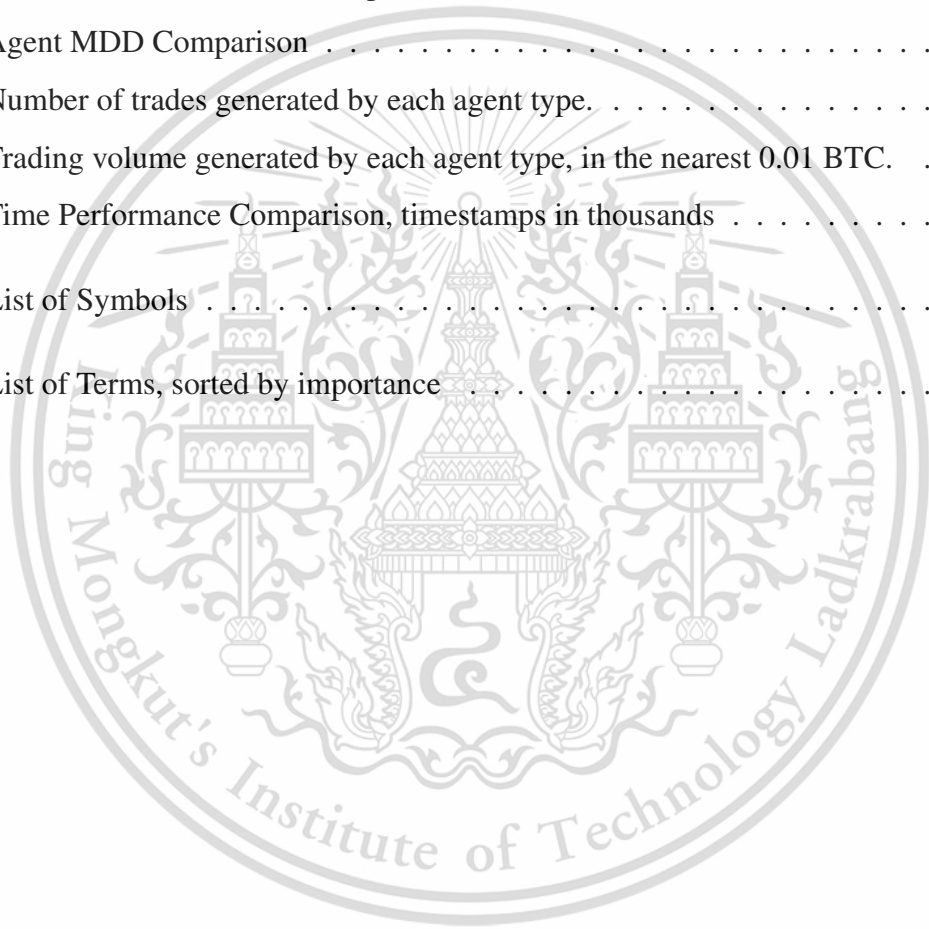 Agent MDD Comparison . . . . . . . . . . . . . . . . . . . . . . . . . .
Number of trades generated by each agent type. . . . . . . . . . . . . . .
Trading volume generated by each agent type, in the nearest 0.01 BTC. .
Time Performance Comparison, timestamps in thousands . . . . . . . . .
List of Symbols . . . . . . . . . . . . . . . . . . . . . . . . . . . . . . .
List of Terms, sorted by importance . . . . . . . . . . . . . . . . . . . .
King Mongkut's Institute of Technology Ladkrabang